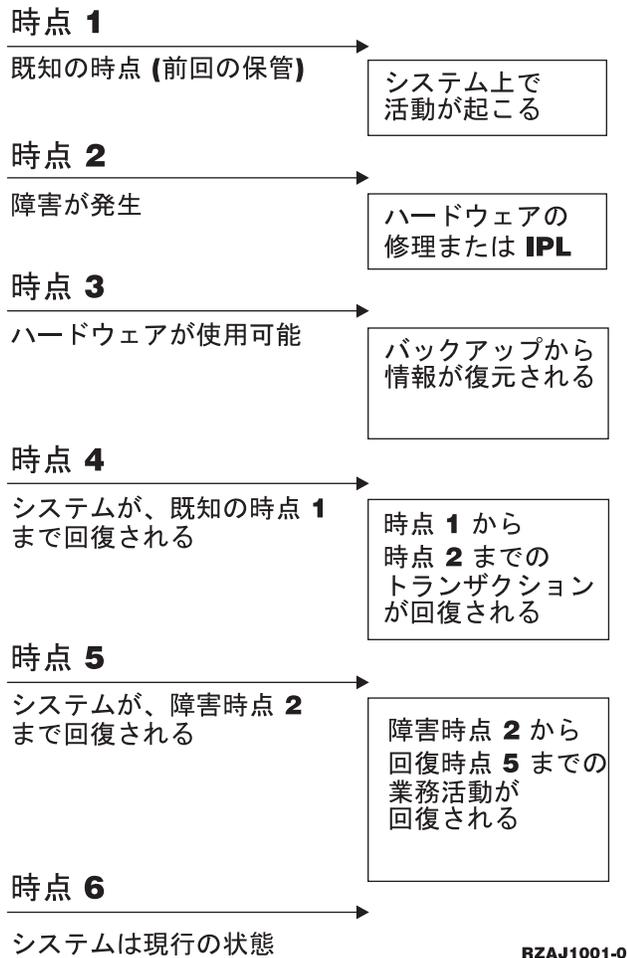 時点 1
既知の時点 (前回の保管)
システム上で
活動が起こる
時点 2
障害が発生
ハードウェアの
修理または IPL
時点 3
ハードウェアが使用可能
バックアップから
情報が復元される
時点 4
システムが、既知の時点 1
まで回復される
時点 1 から
時点 2 までの
トランザクション
が回復される
時点 5
システムが、障害時点 2
まで回復される
障害時点 2 から
回復時点 5 までの
業務活動が
回復される
時点 6
システムは現行の状態
RZAJ1001-0